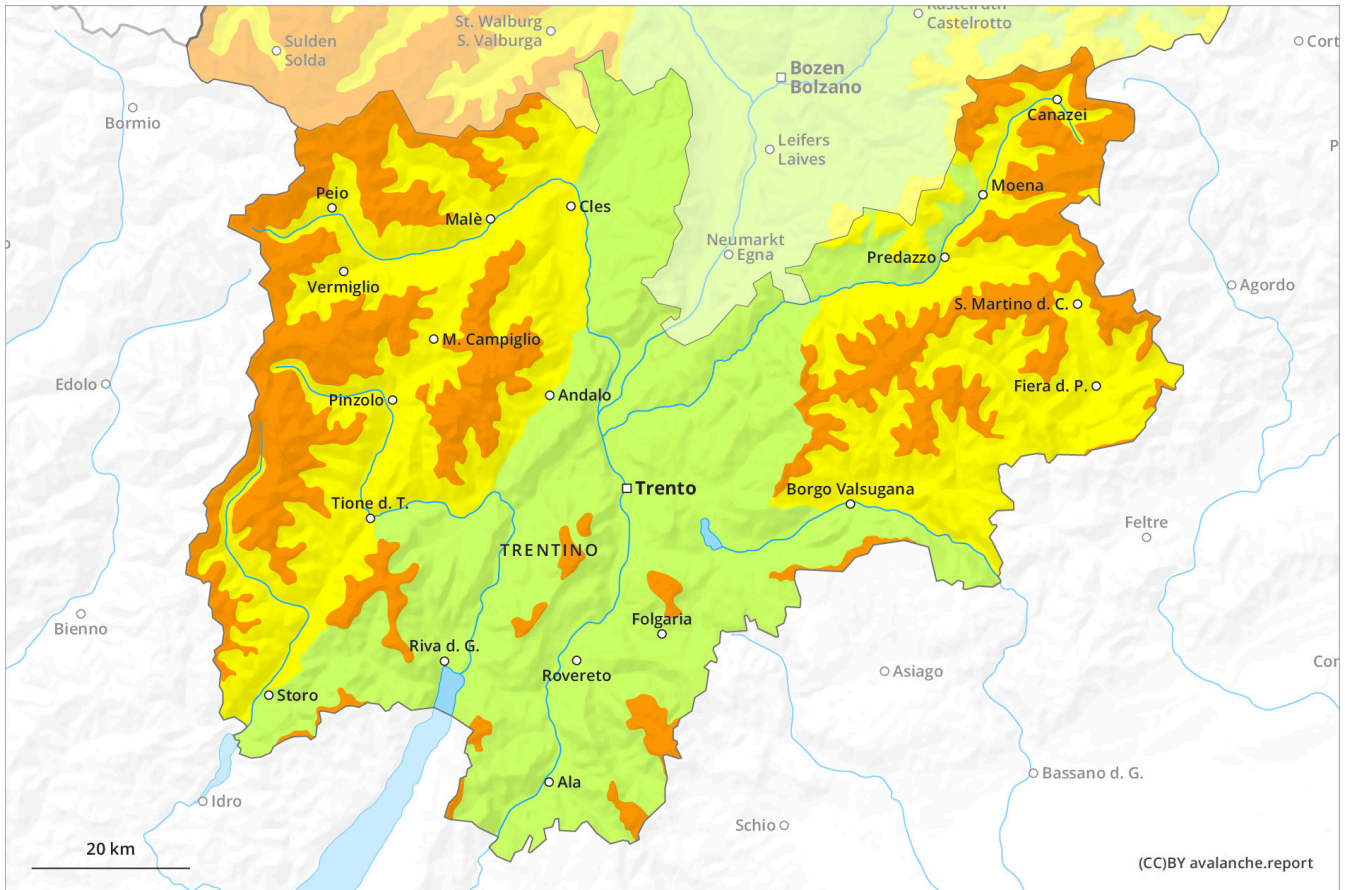 Kastelruth
Castelrotto
St. Walburg
S. Valburga
Sulden
Solda
Cort
Bozen
Bolzano
Bormio
Canazei
Leifers
Laives
P
Moena
Peio
Malè
Cles
Neumarkt
Egna
Predazzo
Vermiglio
Agordo
S. Martino d. C.
M. Campiglio
Edolo
Fiera d. P.
Andalo
Pinzolo
Trento
Borgo Valsugana
Tione d. T.
Feltre
TRENTINO
Folgaria
Bienno
Riva d. G.
Rovereto
Asiago
Cor
Storo
Bassano d. G.
Ala
Idro
Schio
20 km
(CC)BY avalanche.report